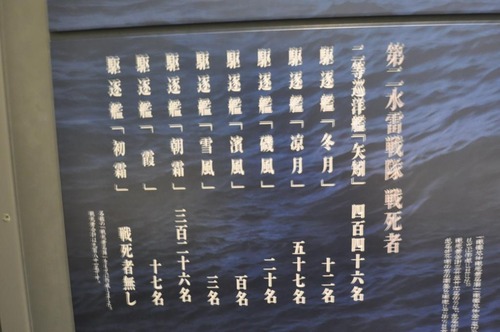 第二水雷戦隊 戦死者
二等巡洋艦「矢矧」 四百四十六名
駆逐艦「冬月」 十二名
駆逐艦「涼月」 五十七名
駆逐艦「磯風」 二十名
駆逐艦「濱風」 百名
駆逐艦「雪風」 三名
駆逐艦「朝霜」 三百二十六名
駆逐艦「霞」 十七名
駆逐艦「初霜」 戦死者無し